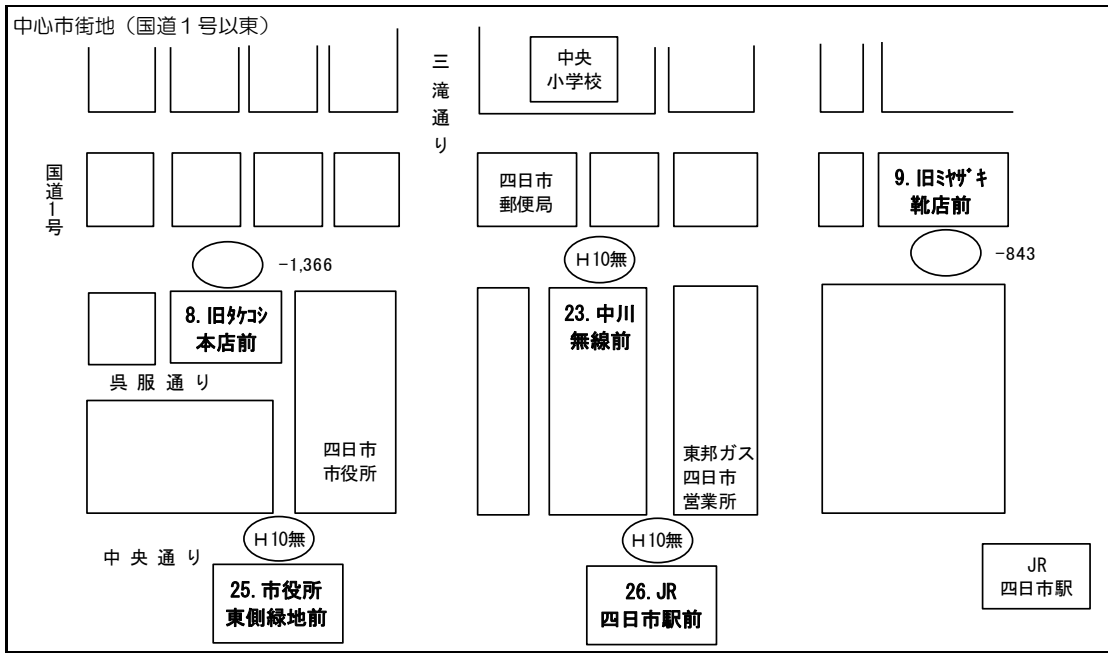 中心市街地（国道１号以東）
中央
小学校
三滝通り
国道1号
四日市
郵便局
9. 旧ﾐﾔｻﾞｷ
靴店前
Ｈ10無
-1,366
-843
8. 旧ﾀｹｺｼ
本店前
23. 中川
無線前
呉服通り
四日市
市役所
東邦ガス
四日市
営業所
Ｈ10無
Ｈ10無
中央通り
25. 市役所
東側緑地前
26. JR
四日市駅前
JR
四日市駅